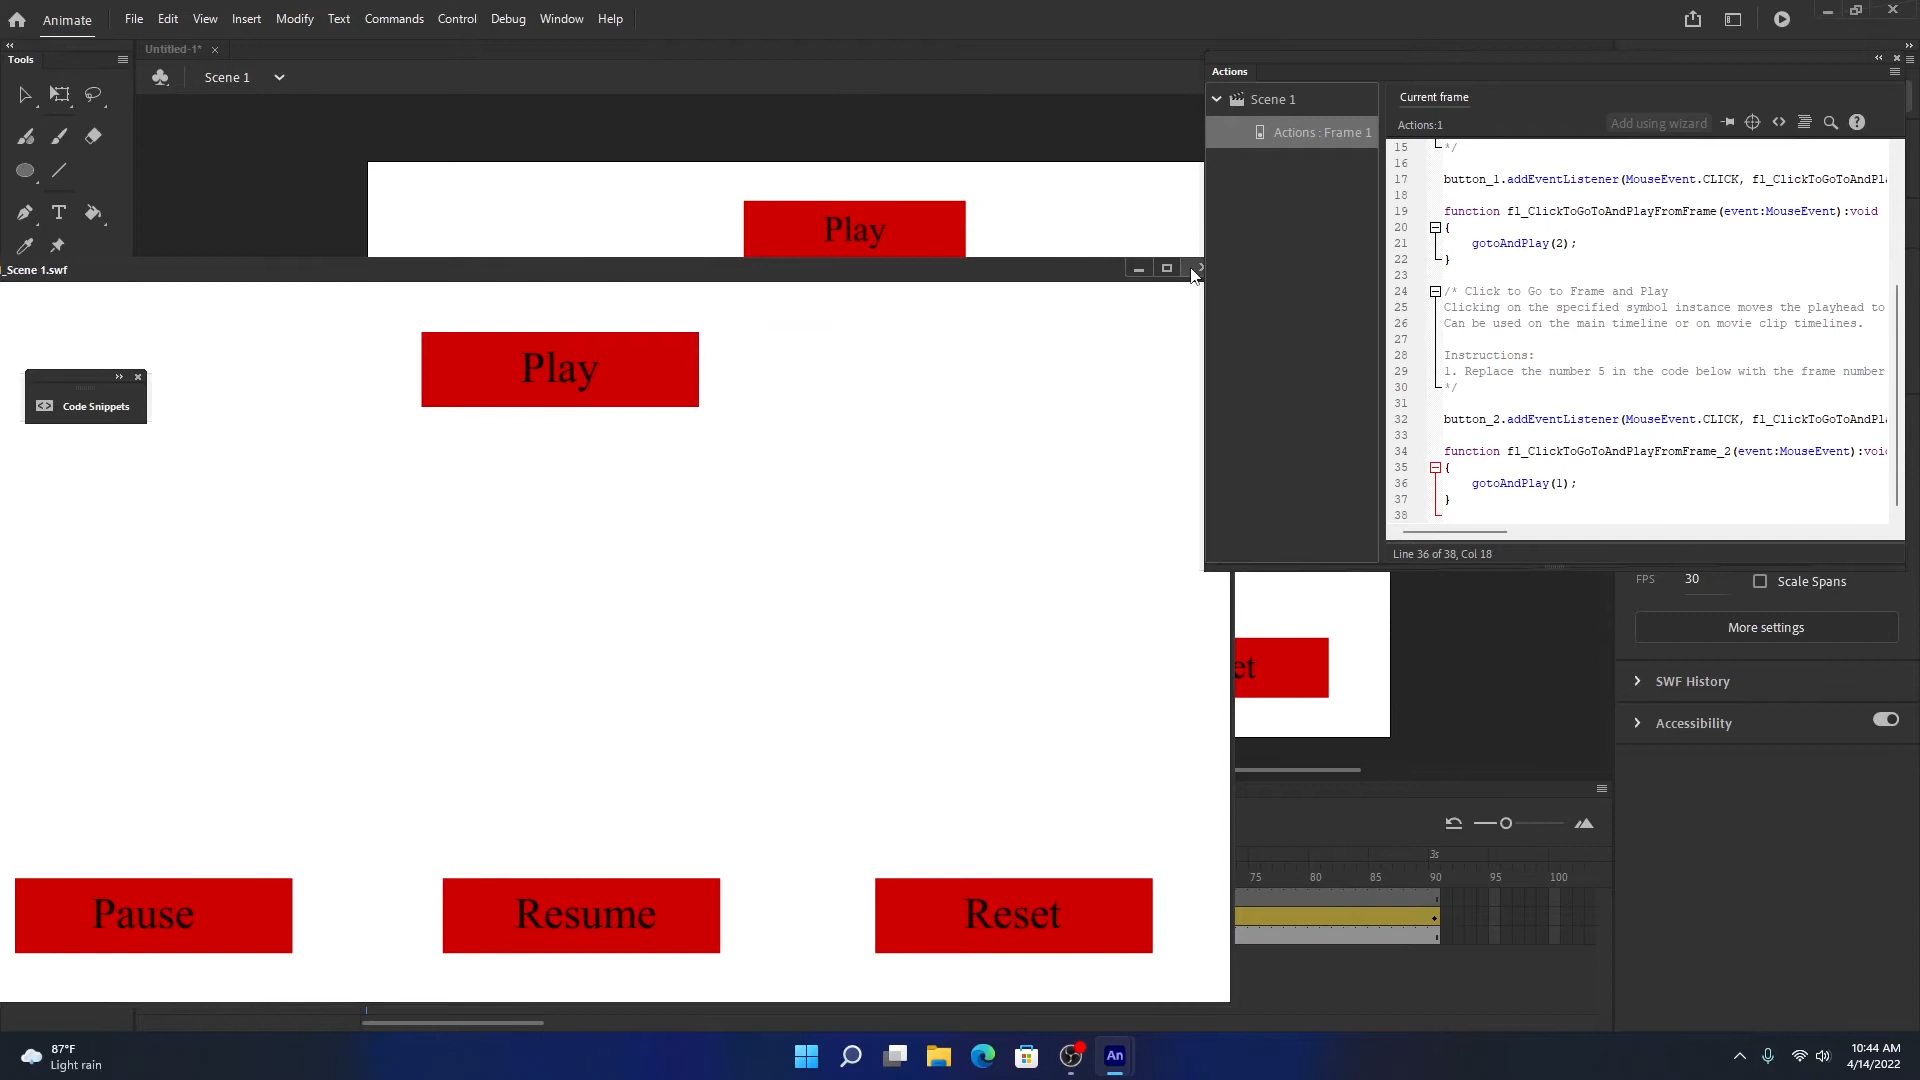 Animate
File
Edit
View
Insert
Modify
Text
Commands
Control
Debug
Window
Help
Tools
Untitled-1*
Scene 1
Play
_Scene 1.swf
Play
Code Snippets
Pause
Resume
Reset
Actions
Scene 1
Actions : Frame 1
Current frame
Actions:1
Add using wizard
15 */
16
17 button_1.addEventListener(MouseEvent.CLICK, fl_ClickToGoToAndPl
18
19 function fl_ClickToGoToAndPlayFromFrame(event:MouseEvent):void
20 {
21 gotoAndPlay(2);
22 }
23
24 /* Click to Go to Frame and Play
25 Clicking on the specified symbol instance moves the playhead to
26 Can be used on the main timeline or on movie clip timelines.
27
28 Instructions:
29 1. Replace the number 5 in the code below with the frame number
30 */
31
32 button_2.addEventListener(MouseEvent.CLICK, fl_ClickToGoToAndPl
33
34 function fl_ClickToGoToAndPlayFromFrame_2(event:MouseEvent):voi
35 {
36 gotoAndPlay(1);
37 }
38
Line 36 of 38, Col 18
FPS 30 Scale Spans
More settings
SWF History
Accessibility
et
3s
75 80 85 90 95 100
87°F
Light rain
An
10:44 AM
4/14/2022